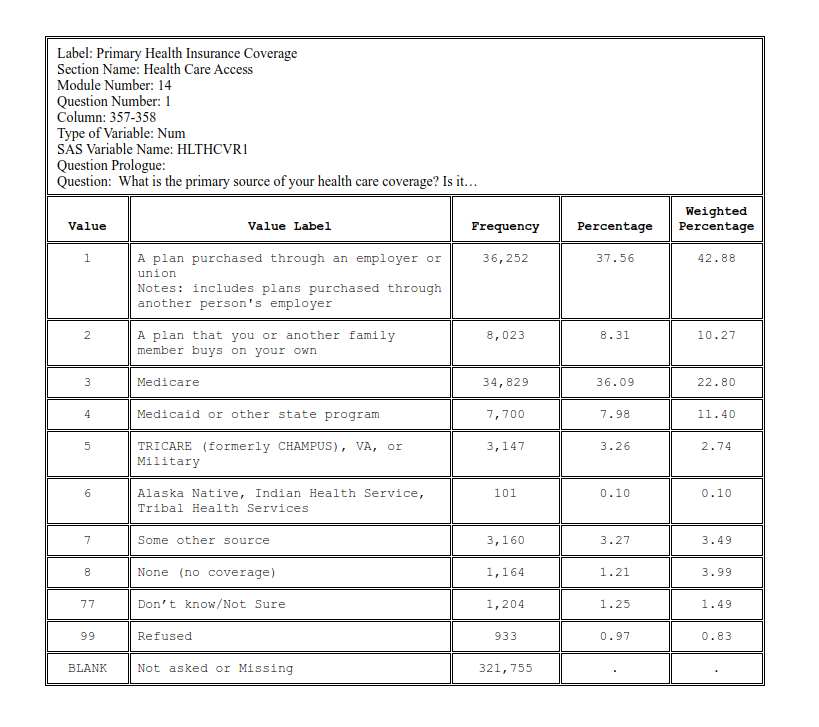 Label: Primary Health Insurance Coverage
Section Name: Health Care Access
Module Number: 14
Question Number: 1
Column: 357-358
Type of Variable: Num
SAS Variable Name: HLTHCVR1
Question Prologue:
Question:  What is the primary source of your health care coverage? Is it…
Value Value Label Frequency Percentage Weighted Percentage
1 A plan purchased through an employer or 36,252 37.56 42.88
union
Notes: includes plans purchased through
another person's employer
2 A plan that you or another family 8,023 8.31 10.27
member buys on your own
3 Medicare 34,829 36.09 22.80
4 Medicaid or other state program 7,700 7.98 11.40
5 TRICARE (formerly CHAMPUS), VA, or 3,147 3.26 2.74
Military
6 Alaska Native, Indian Health Service, 101 0.10 0.10
Tribal Health Services
7 Some other source 3,160 3.27 3.49
8 None (no coverage) 1,164 1.21 3.99
77 Don’t know/Not Sure 1,204 1.25 1.49
99 Refused 933 0.97 0.83
BLANK Not asked or Missing 321,755 . .